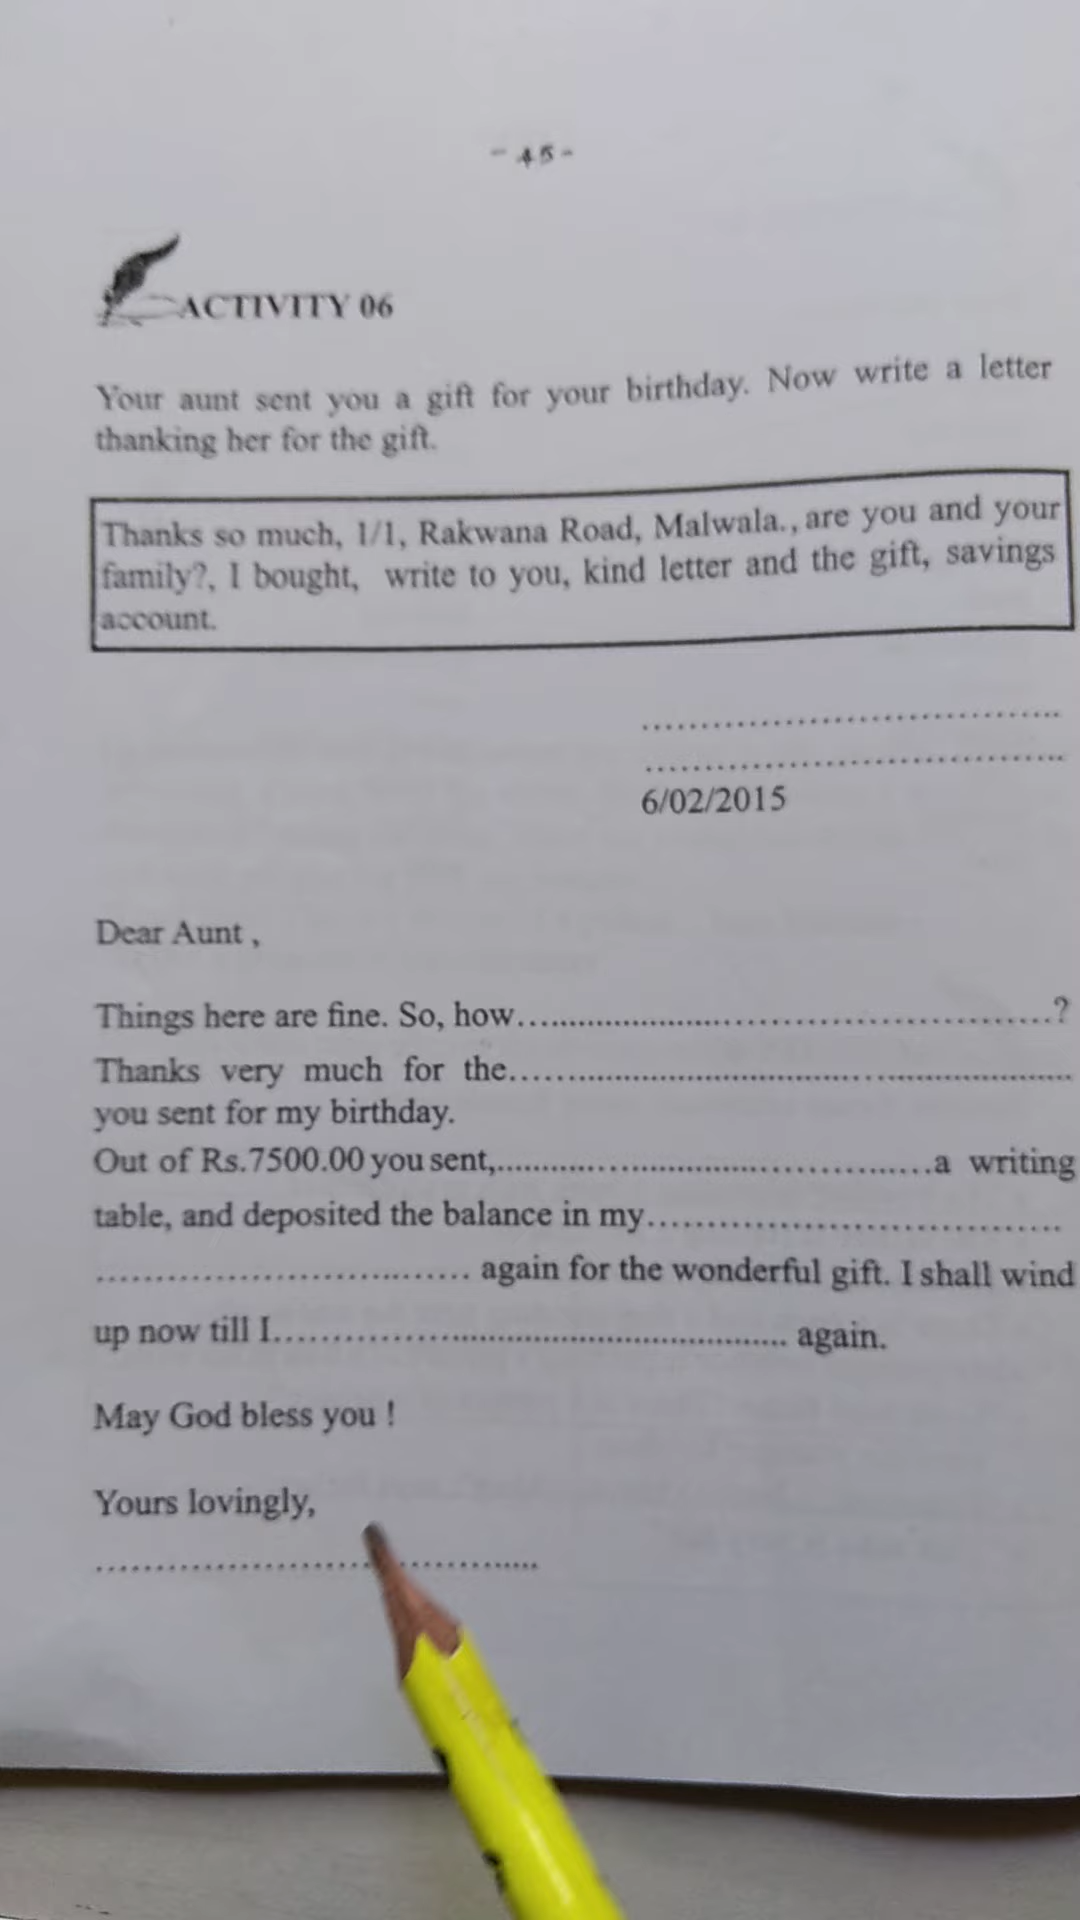 - 45 -
ACTIVITY 06
Your aunt sent you a gift for your birthday. Now write a letter
thanking her for the gift.
Thanks so much, 1/1, Rakwana Road, Malwala., are you and your
family?, I bought, write to you, kind letter and the gift, savings
account.
.....................................
.....................................
6/02/2015
Dear Aunt ,
Things here are fine. So, how..................................................?
Thanks very much for the..................................................
you sent for my birthday.
Out of Rs.7500.00 you sent,........................................a writing
table, and deposited the balance in my....................................
................................ again for the wonderful gift. I shall wind
up now till I.................................................. again.
May God bless you !
Yours lovingly,
..........................................